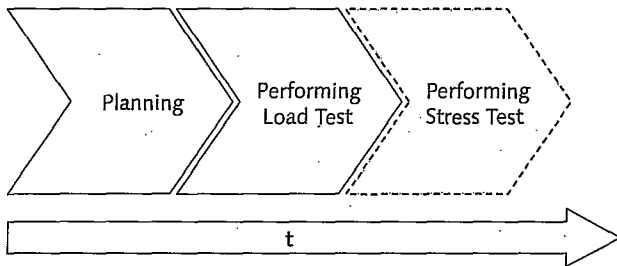 Planning
Performing
Load Test
Performing
Stress Test
t